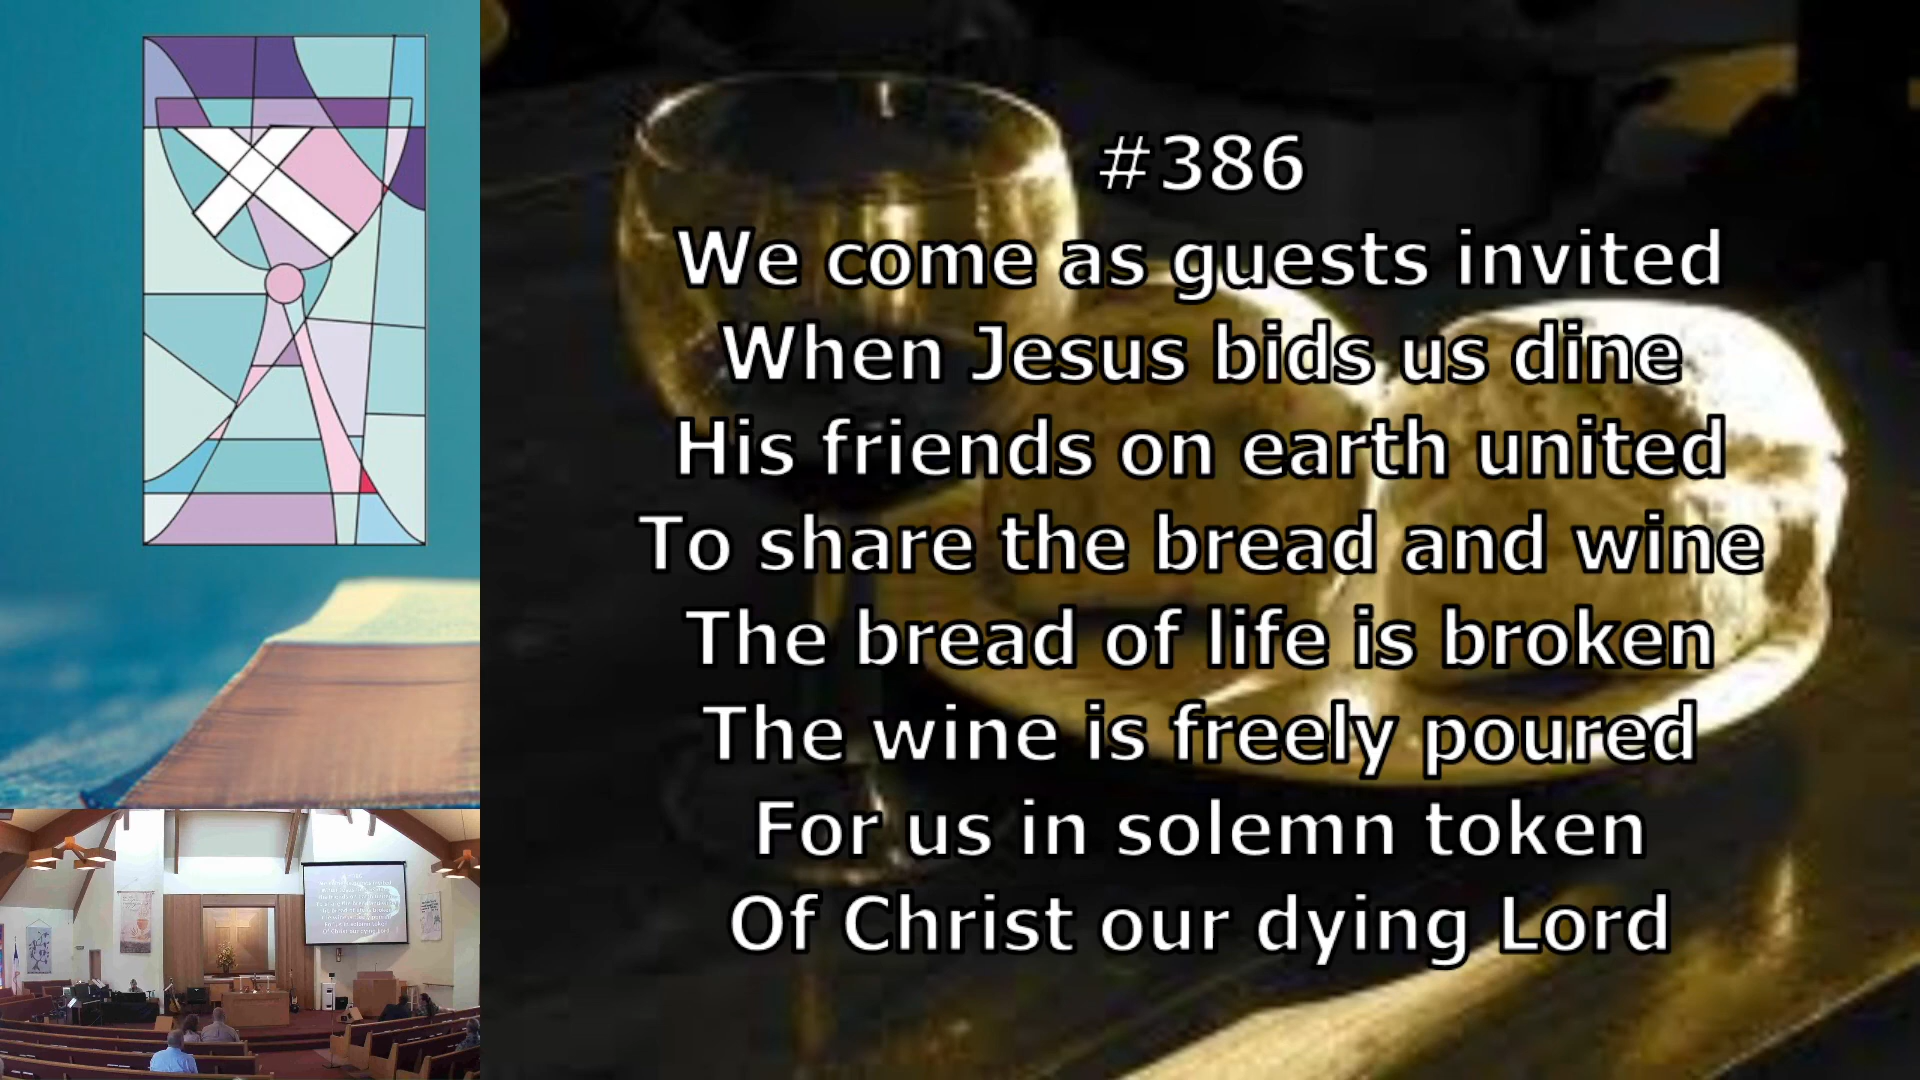 #386
We come as guests invited
When Jesus bids us dine
His friends on earth united
To share the bread and wine
The bread of life is broken
The wine is freely poured
For us in solemn token
Of Christ our dying Lord